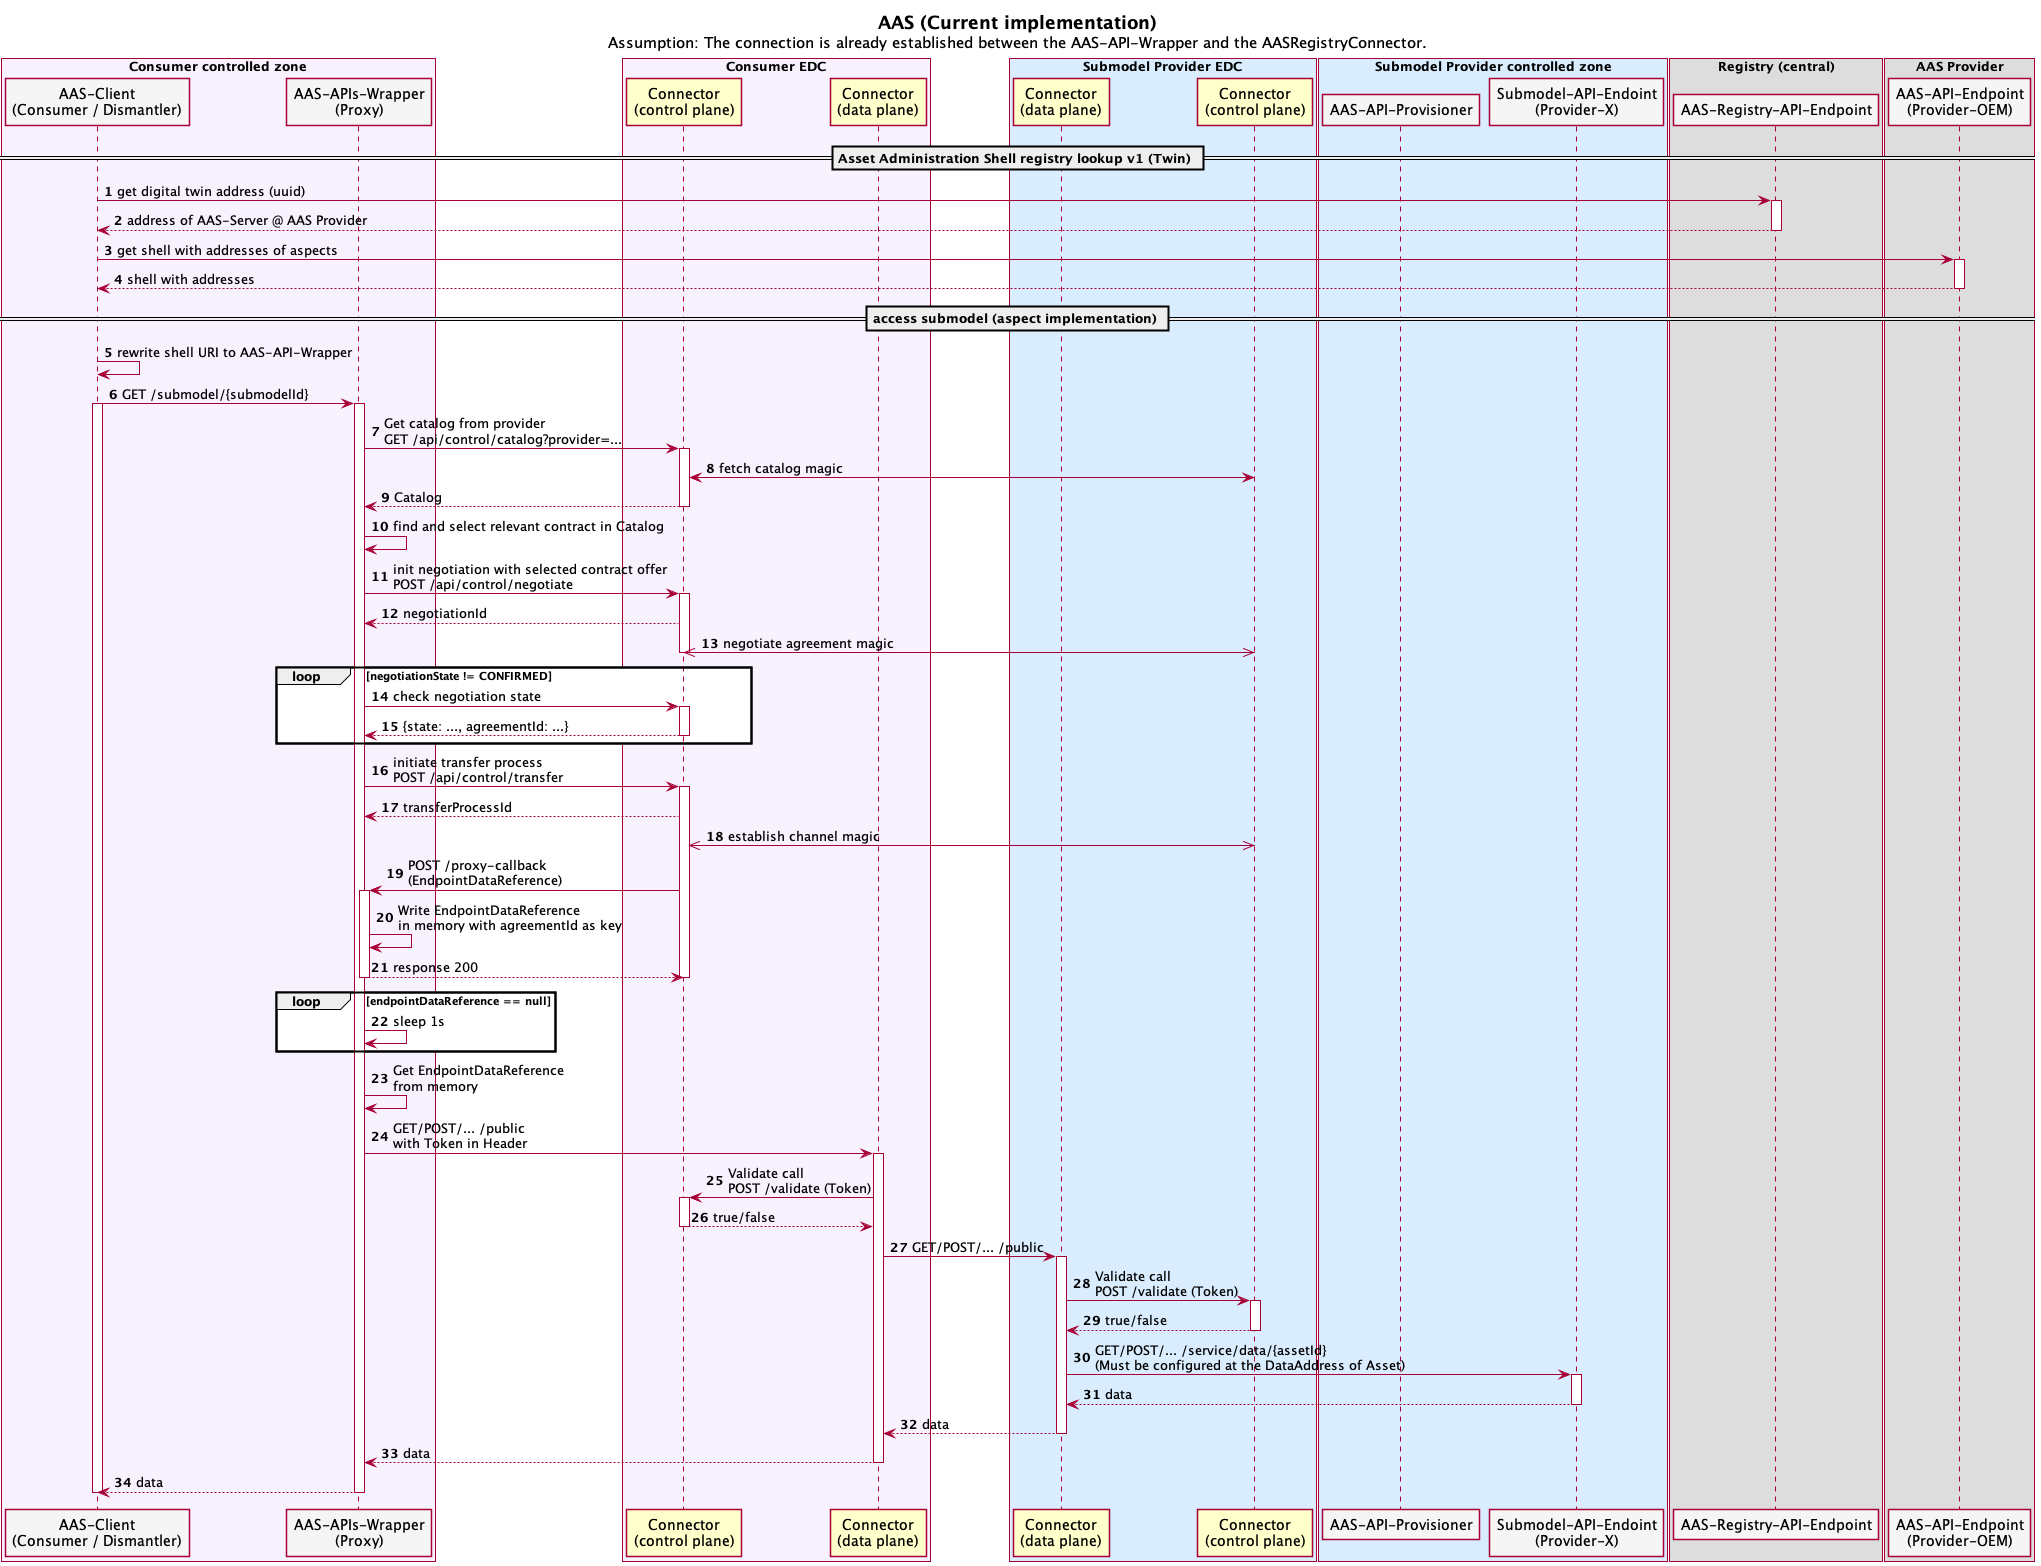 AAS (Current implementation)
Assumption: The connection is already established between the AAS-API-Wrapper and the AASRegistryConnector.
Consumer controlled zone
Consumer EDC
Submodel Provider EDC
Submodel Provider controlled zone
Registry (central)
AAS Provider
AAS-Client
(Consumer / Dismantler)
AAS-APIs-Wrapper
(Proxy)
Connector
(control plane)
Connector
(data plane)
Connector
(data plane)
Connector
(control plane)
AAS-API-Provisioner
Submodel-API-Endoint
(Provider-X)
AAS-Registry-API-Endpoint
AAS-API-Endpoint
(Provider-OEM)
Asset Administration Shell registry lookup v1 (Twin)
1 get digital twin address (uuid)
2 address of AAS-Server @ AAS Provider
3 get shell with addresses of aspects
4 shell with addresses
access submodel (aspect implementation)
5 rewrite shell URI to AAS-API-Wrapper
6 GET /submodel/{submodelId}
7 Get catalog from provider
GET /api/control/catalog?provider=...
8 fetch catalog magic
9 Catalog
10 find and select relevant contract in Catalog
11 init negotiation with selected contract offer
POST /api/control/negotiate
12 negotiationId
13 negotiate agreement magic
loop [negotiationState != CONFIRMED]
14 check negotiation state
15 {state: ..., agreementId: ...}
16 initiate transfer process
POST /api/control/transfer
17 transferProcessId
18 establish channel magic
19 POST /proxy-callback
(EndpointDataReference)
20 Write EndpointDataReference
in memory with agreementId as key
21 response 200
loop [endpointDataReference == null]
22 sleep 1s
23 Get EndpointDataReference
from memory
24 GET/POST/... /public
with Token in Header
25 Validate call
POST /validate (Token)
26 true/false
27 GET/POST/... /public
28 Validate call
POST /validate (Token)
29 true/false
30 GET/POST/... /service/data/{assetId}
(Must be configured at the DataAddress of Asset)
31 data
32 data
33 data
34 data
AAS-Client
(Consumer / Dismantler)
AAS-APIs-Wrapper
(Proxy)
Connector
(control plane)
Connector
(data plane)
Connector
(data plane)
Connector
(control plane)
AAS-API-Provisioner
Submodel-API-Endoint
(Provider-X)
AAS-Registry-API-Endpoint
AAS-API-Endpoint
(Provider-OEM)